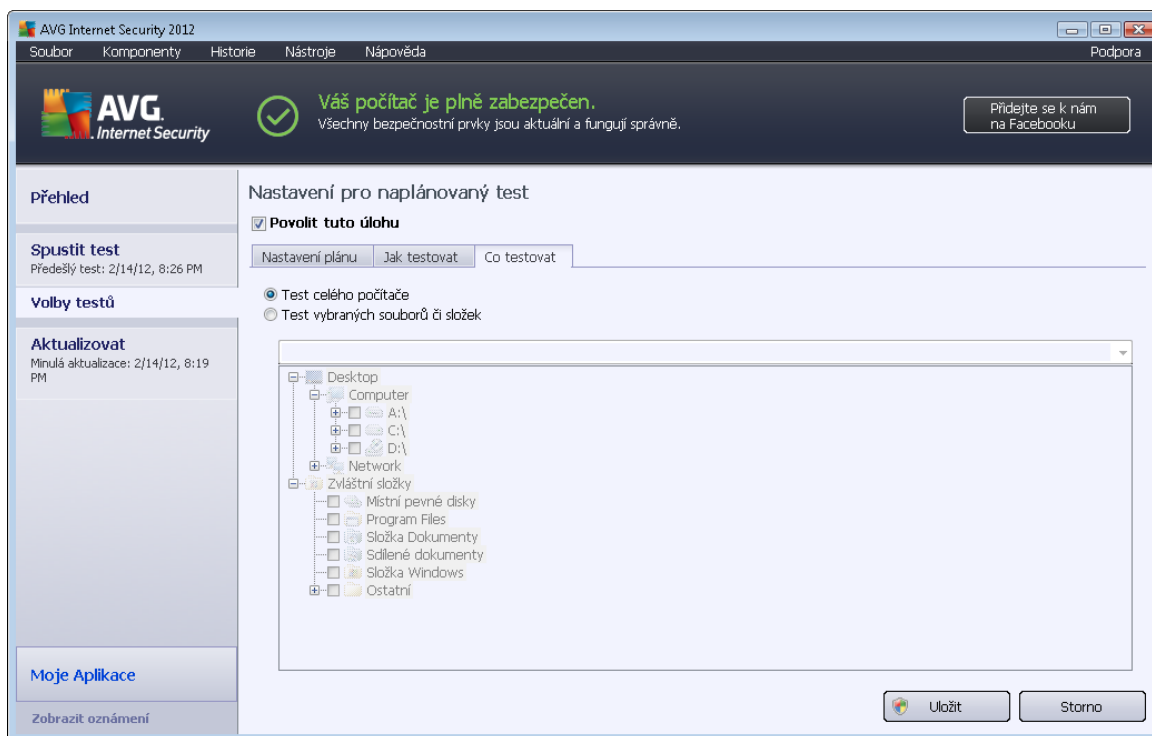 AVG Internet Security 2012
Soubor Komponenty Historie Nástroje Nápověda Podpora
AVG.
Internet Security
Váš počítač je plně zabezpečen.
Všechny bezpečnostní prvky jsou aktuální a fungují správně.
Přidejte se k nám
na Facebooku
Přehled
Spustit test
Předešlý test: 2/14/12, 8:26 PM
Volby testů
Aktualizovat
Minulá aktualizace: 2/14/12, 8:19
PM
Moje Aplikace
Zobrazit oznámení
Nastavení pro naplánovaný test
Povolit tuto úlohu
Nastavení plánu Jak testovat Co testovat
Test celého počítače
Test vybraných souborů či složek
Desktop
Computer
A:\
C:\
D:\
Network
Zvláštní složky
Místní pevné disky
Program Files
Složka Dokumenty
Sdílené dokumenty
Složka Windows
Ostatní
Uložit Storno